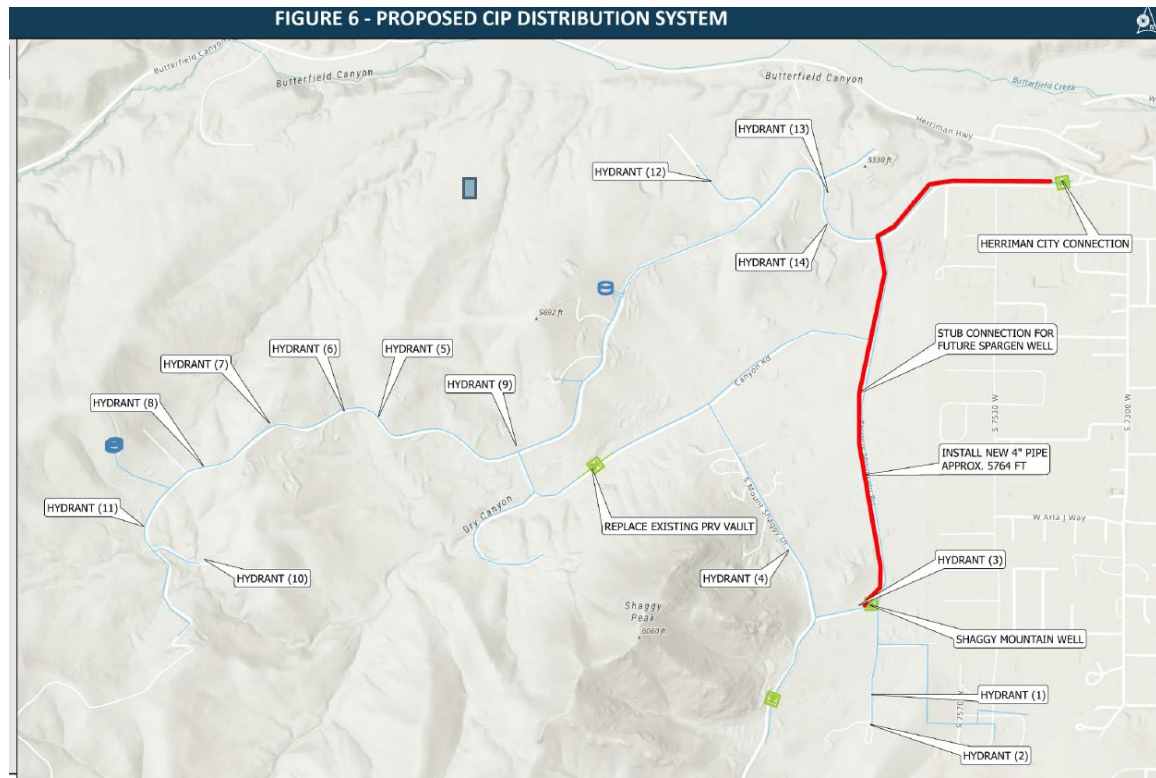 FIGURE 6 - PROPOSED CIP DISTRIBUTION SYSTEM
Butterfield Canyon
Butterfield Canyon
Butterfield Canyon
Butterfield Creek
Herriman Hwy
HYDRANT (13)
5330 ft
HYDRANT (12)
HERRIMAN CITY CONNECTION
HYDRANT (14)
5692 ft
STUB CONNECTION FOR
FUTURE SPARGEN WELL
HYDRANT (6)
HYDRANT (5)
HYDRANT (7)
HYDRANT (9)
Canyon Rd
HYDRANT (8)
S 7530 W
S 7300 W
INSTALL NEW 4" PIPE
APPROX. 5764 FT
HYDRANT (11)
Dry Canyon
REPLACE EXISTING PRV VAULT
S Mount Shaggy Dr
W Arla J Way
HYDRANT (10)
HYDRANT (4)
HYDRANT (3)
Shaggy
Peak
6060 ft
SHAGGY MOUNTAIN WELL
HYDRANT (1)
S 7570 W
HYDRANT (2)